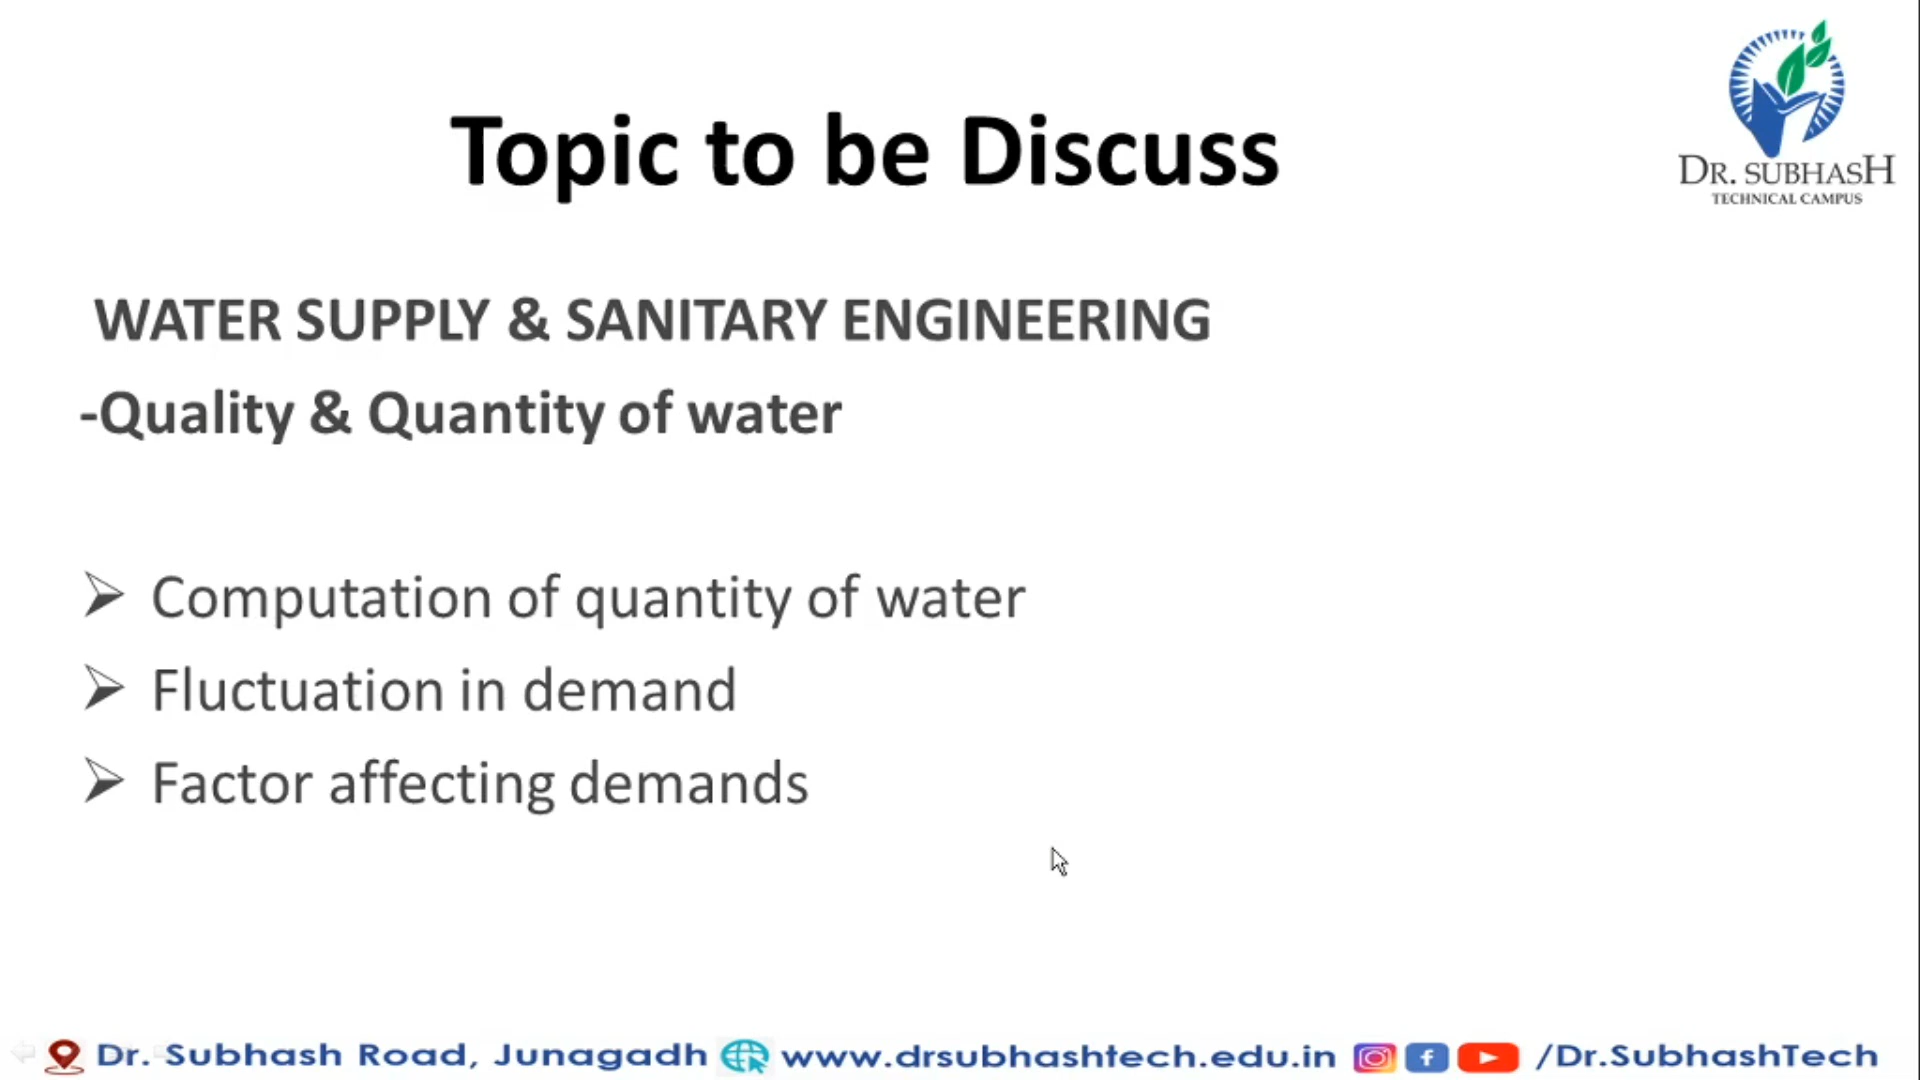 Topic to be Discuss
DR. SUBHASH
TECHNICAL CAMPUS
WATER SUPPLY & SANITARY ENGINEERING
-Quality & Quantity of water
Computation of quantity of water
Fluctuation in demand
Factor affecting demands
Dr. Subhash Road, Junagadh www.drsubhashtech.edu.in f /Dr.SubhashTech